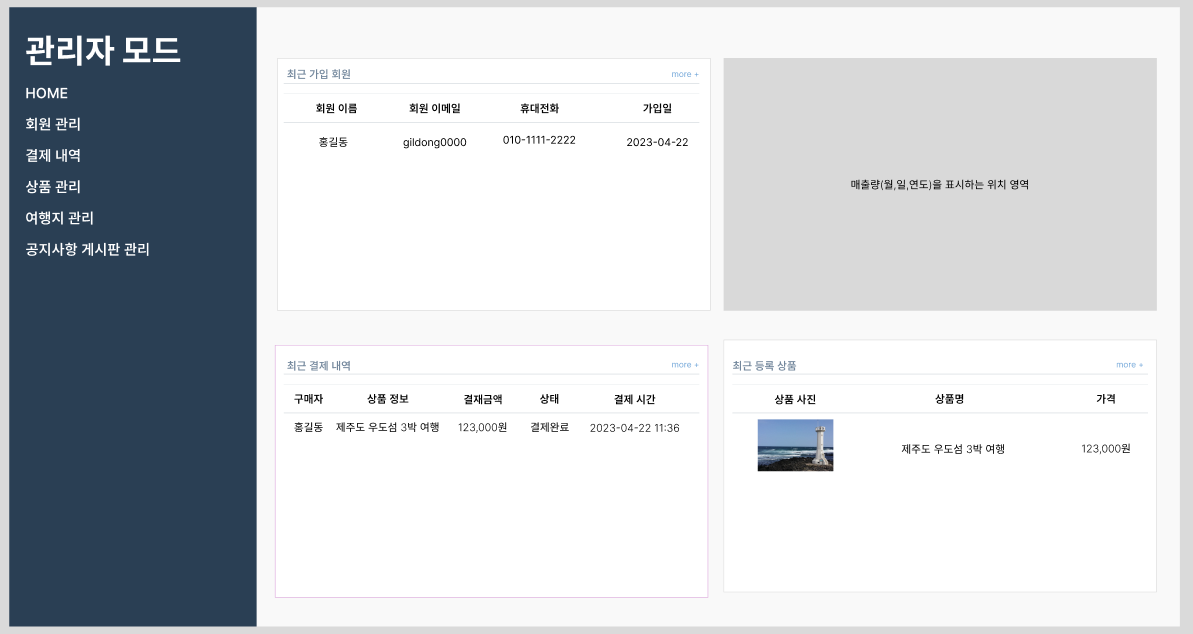 관리자 모드
HOME
회원 관리
결제 내역
상품 관리
여행지 관리
공지사항 게시판 관리
최근 가입 회원 more +
회원 이름 회원 이메일 휴대전화 가입일
홍길동 gildong0000 010-1111-2222 2023-04-22
매출량(월,일,연도)을 표시하는 위치 영역
최근 결제 내역 more +
구매자 상품 정보 결재금액 상태 결제 시간
홍길동 제주도 우도섬 3박 여행 123,000원 결제완료 2023-04-22 11:36
최근 등록 상품 more +
상품 사진 상품명 가격
제주도 우도섬 3박 여행 123,000원